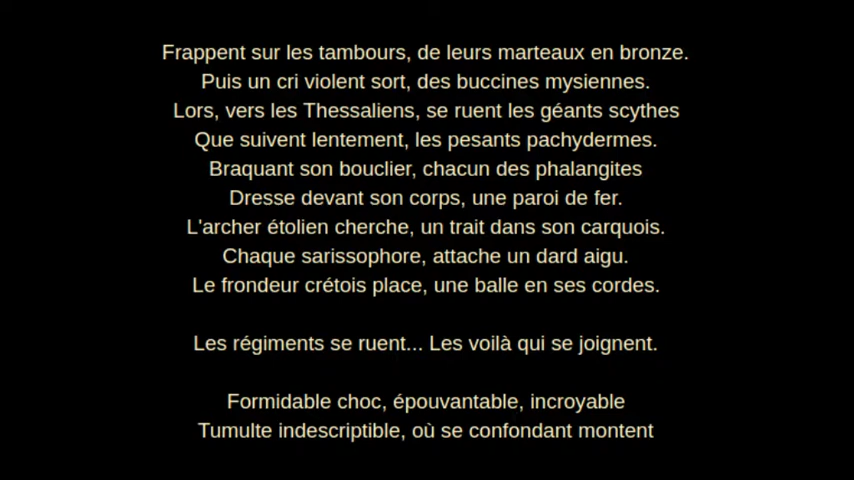 Frappent sur les tambours, de leurs marteaux en bronze.
Puis un cri violent sort, des buccines mysiennes.
Lors, vers les Thessaliens, se ruent les géants scythes
Que suivent lentement, les pesants pachydermes.
Braquant son bouclier, chacun des phalangites
Dresse devant son corps, une paroi de fer.
L'archer étolien cherche, un trait dans son carquois.
Chaque sarissophore, attache un dard aigu.
Le frondeur crétois place, une balle en ses cordes.
Les régiments se ruent... Les voilà qui se joignent.
Formidable choc, épouvantable, incroyable
Tumulte indescriptible, où se confondant montent